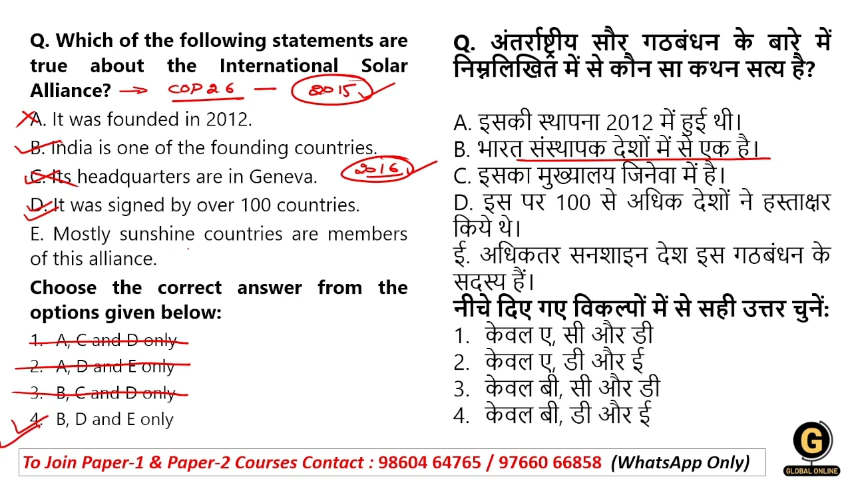 Q. Which of the following statements are
true about the International Solar
Alliance? → COP26 — 2015
A. It was founded in 2012.
B. India is one of the founding countries.
C. Its headquarters are in Geneva. 2016
D. It was signed by over 100 countries.
E. Mostly sunshine countries are members
of this alliance.
Choose the correct answer from the
options given below:
1. A, C and D only
2. A, D and E only
3. B, C and D only
4. B, D and E only
Q. अंतर्राष्ट्रीय सौर गठबंधन के बारे में
निम्नलिखित में से कौन सा कथन सत्य है?
A. इसकी स्थापना 2012 में हुई थी।
B. भारत संस्थापक देशों में से एक है।
C. इसका मुख्यालय जिनेवा में है।
D. इस पर 100 से अधिक देशों ने हस्ताक्षर
किये थे।
ई. अधिकतर सनशाइन देश इस गठबंधन के
सदस्य हैं।
नीचे दिए गए विकल्पों में से सही उत्तर चुनें:
1. केवल ए, सी और डी
2. केवल ए, डी और ई
3. केवल बी, सी और डी
4. केवल बी, डी और ई
To Join Paper-1 & Paper-2 Courses Contact : 98604 64765 / 97660 66858 (WhatsApp Only)
G
GLOBAL ONLINE